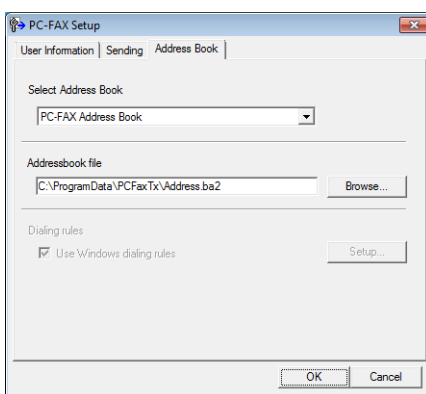 PC-FAX Setup
User Information
Sending
Address Book
Select Address Book
PC-FAX Address Book
Addressbook file
C:\ProgramData\PCFaxTx\Address.ba2
Browse...
Dialing rules
Use Windows dialing rules
Setup...
OK
Cancel